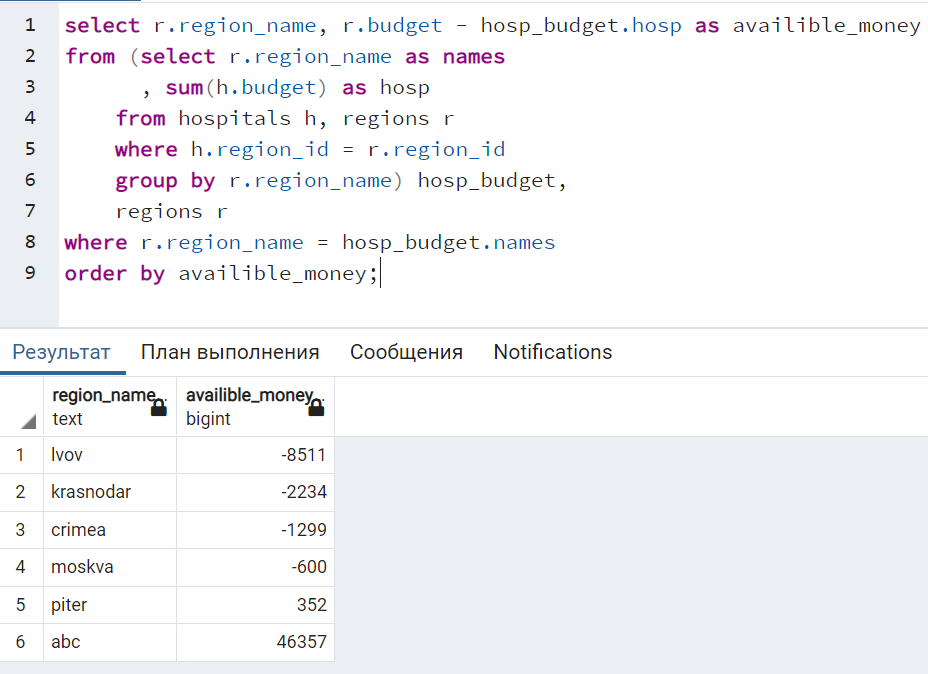 1 select r.region_name, r.budget - hosp_budget.hosp as availible_money
2 from (select r.region_name as names
3 , sum(h.budget) as hosp
4 from hospitals h, regions r
5 where h.region_id = r.region_id
6 group by r.region_name) hosp_budget,
7 regions r
8 where r.region_name = hosp_budget.names
9 order by availible_money;
Результат План выполнения Сообщения Notifications
region_name availible_money
text bigint
1 lvov -8511
2 krasnodar -2234
3 crimea -1299
4 moskva -600
5 piter 352
6 abc 46357